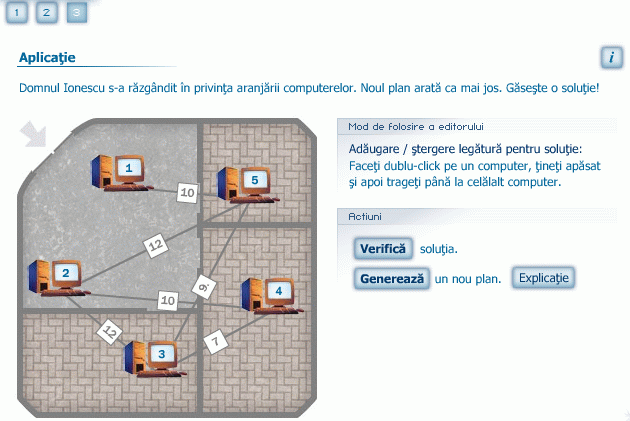 1 2 3
Aplicaţie
i
Domnul Ionescu s-a răzgândit în privinţa aranjării computerelor. Noul plan arată ca mai jos. Găseşte o soluţie!
Mod de folosire a editorului
Adăugare / ştergere legătură pentru soluţie:
Faceţi dublu-click pe un computer, ţineţi apăsat
şi apoi trageţi până la celălalt computer.
Acţiuni
Verifică soluţia.
Generează un nou plan. Explicaţie
1
10
5
12
2
9.
10
4
12
7
3